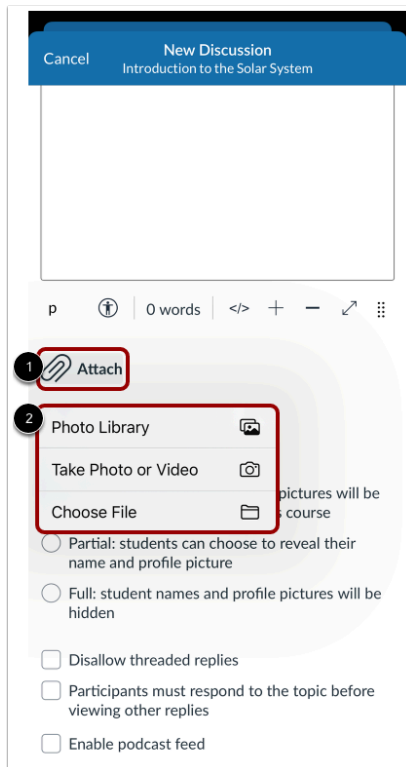 Cancel
New Discussion
Introduction to the Solar System
p
0 words
</>
1
Attach
2
Photo Library
Take Photo or Video
Choose File
pictures will be
course
Partial: students can choose to reveal their
name and profile picture
Full: student names and profile pictures will be
hidden
Disallow threaded replies
Participants must respond to the topic before
viewing other replies
Enable podcast feed